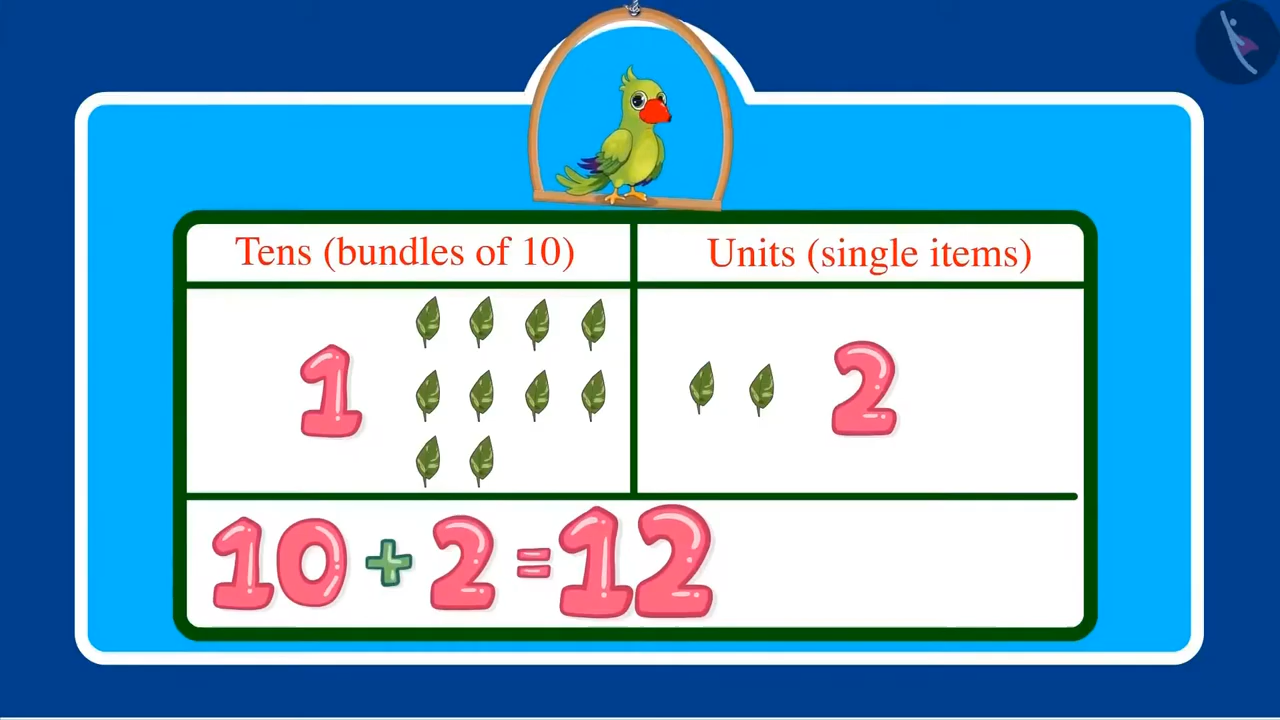 Tens (bundles of 10)
Units (single items)
1
2
10 + 2 = 12